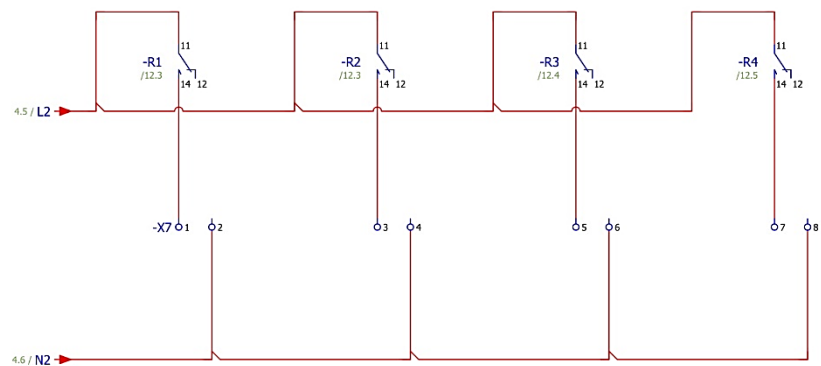 11 11 11 11
-R1 -R2 -R3 -R4
/12.3 /12.3 /12.4 /12.5
14 12 14 12 14 12 14 12
4.5 / L2
-X7 1 2 3 4 5 6 7 8
4.6 / N2